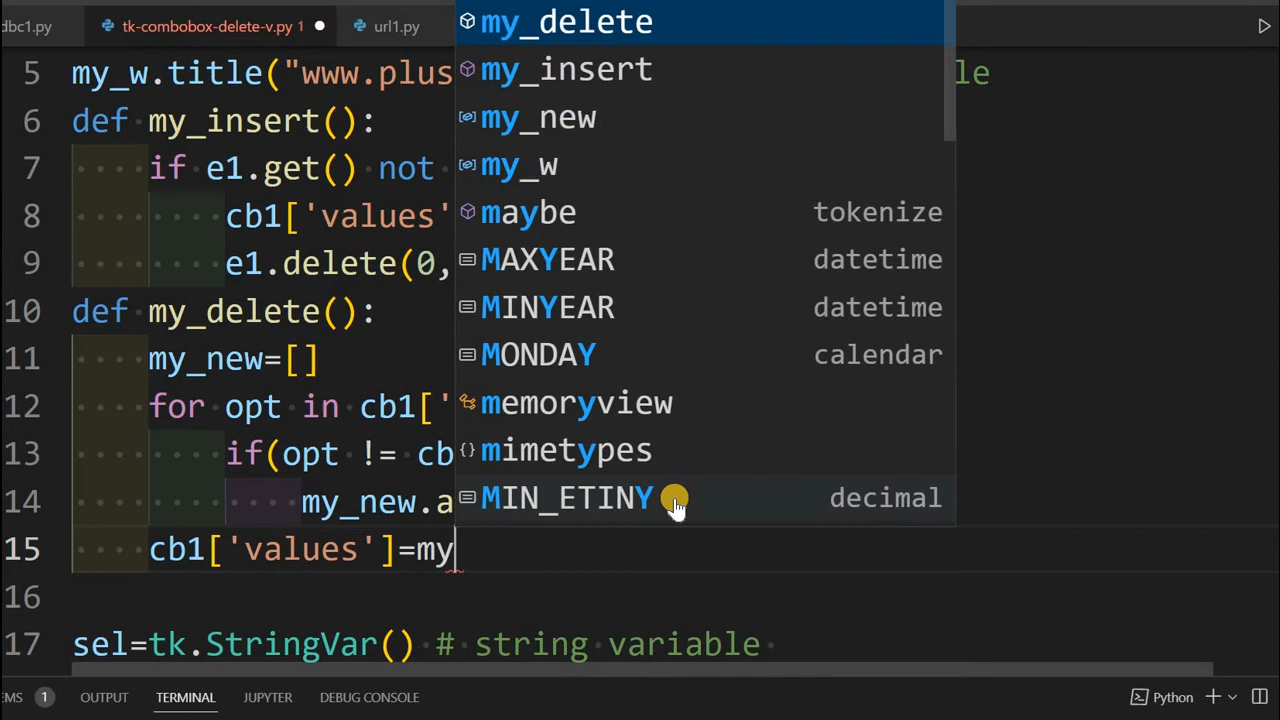 dbc1.py tk-combobox-delete-v.py 1 url1.py
5 my_w.title("www.plus le
6 def my_insert():
7 if e1.get() not
8 cb1['values'
9 e1.delete(0,
10 def my_delete():
11 my_new=[]
12 for opt in cb1['
13 if(opt != cb
14 my_new.a
15 cb1['values']=my
16
17 sel=tk.StringVar() # string variable
my_delete
my_insert
my_new
my_w
maybe tokenize
MAXYEAR datetime
MINYEAR datetime
MONDAY calendar
memoryview
mimetypes
MIN_ETINY decimal
EMS 1 OUTPUT TERMINAL JUPYTER DEBUG CONSOLE Python